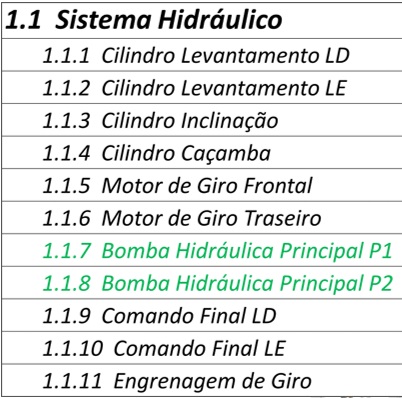 1.1 Sistema Hidráulico
1.1.1 Cilindro Levantamento LD
1.1.2 Cilindro Levantamento LE
1.1.3 Cilindro Inclinação
1.1.4 Cilindro Caçamba
1.1.5 Motor de Giro Frontal
1.1.6 Motor de Giro Traseiro
1.1.7 Bomba Hidráulica Principal P1
1.1.8 Bomba Hidráulica Principal P2
1.1.9 Comando Final LD
1.1.10 Comando Final LE
1.1.11 Engrenagem de Giro